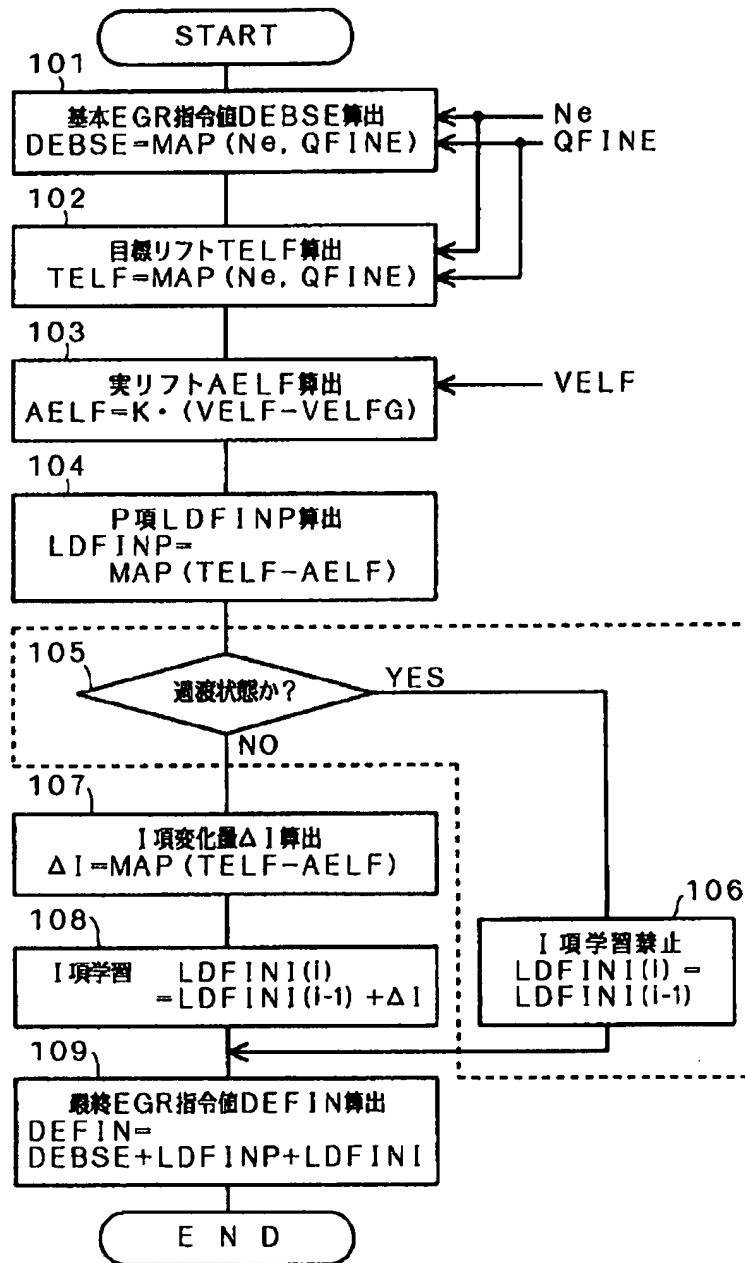 START
101
基本EGR指令値DEBSE算出
DEBSE=MAP(Ne, QFINE)
Ne
QFINE
102
目標リフトTELF算出
TELF=MAP(Ne, QFINE)
103
実リフトAELF算出
AELF=K・(VELF-VELFG)
VELF
104
P項LDFINP算出
LDFINP=
MAP(TELF-AELF)
105
過渡状態か?
YES
NO
107
I項変化量ΔI算出
ΔI=MAP(TELF-AELF)
106
I項学習禁止
LDFINI(i) =
LDFINI(i-1)
108
I項学習 LDFINI(i)
=LDFINI(i-1) +ΔI
109
最終EGR指令値DEFIN算出
DEFIN=
DEBSE+LDFINP+LDFINI
END